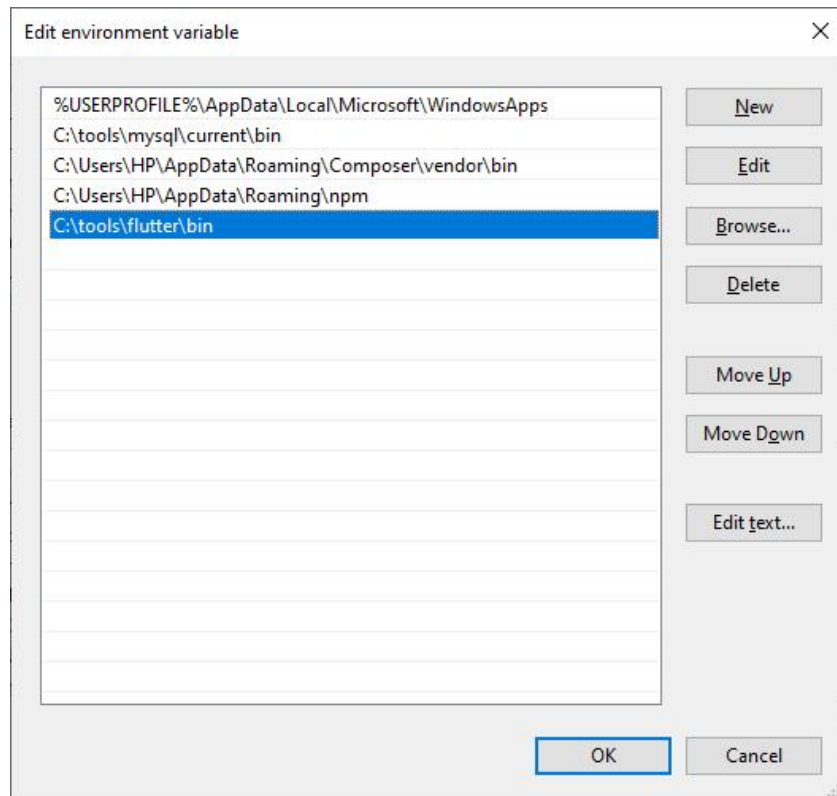 Edit environment variable
%USERPROFILE%\AppData\Local\Microsoft\WindowsApps
C:\tools\mysql\current\bin
C:\Users\HP\AppData\Roaming\Composer\vendor\bin
C:\Users\HP\AppData\Roaming\npm
C:\tools\flutter\bin
New
Edit
Browse...
Delete
Move Up
Move Down
Edit text...
OK
Cancel